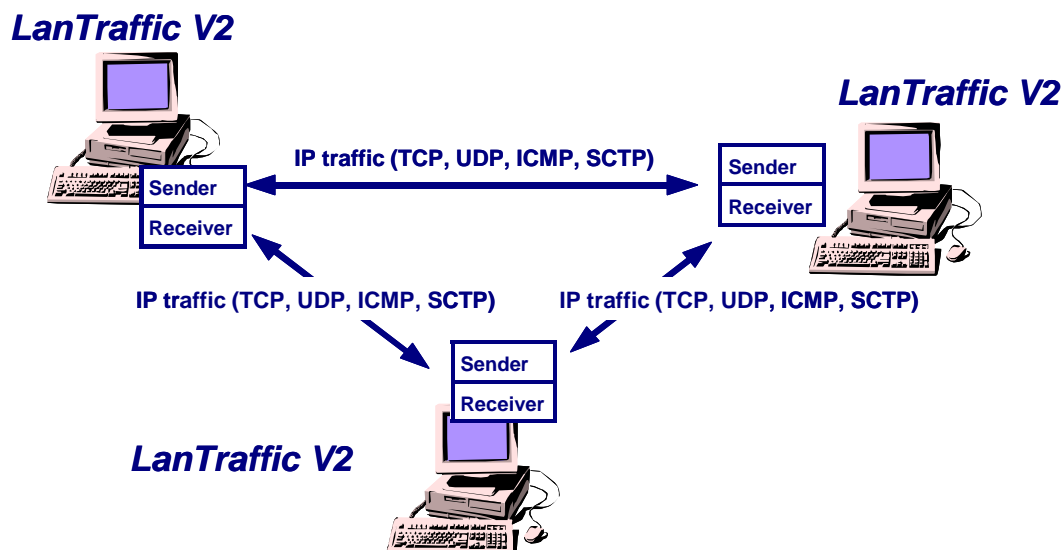 LanTraffic V2
LanTraffic V2
IP traffic (TCP, UDP, ICMP, SCTP)
Sender
Receiver
Sender
Receiver
IP traffic (TCP, UDP, ICMP, SCTP)
IP traffic (TCP, UDP, ICMP, SCTP)
Sender
Receiver
LanTraffic V2